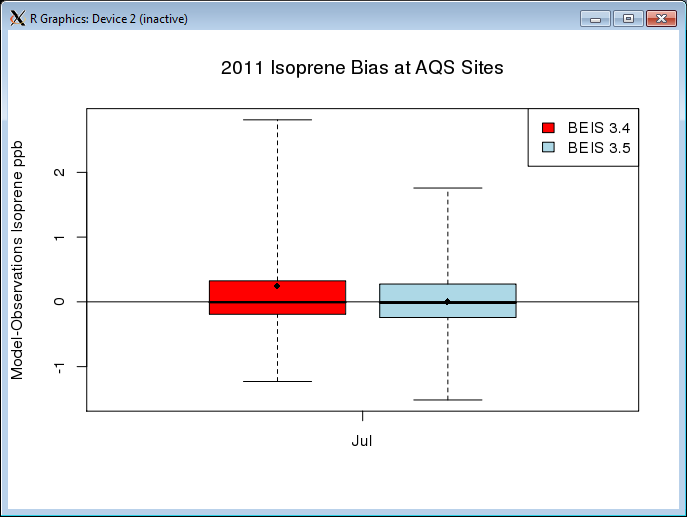 R Graphics: Device 2 (inactive)
2011 Isoprene Bias at AQS Sites
BEIS 3.4
BEIS 3.5
Model-Observations Isoprene ppb
2
1
0
-1
Jul